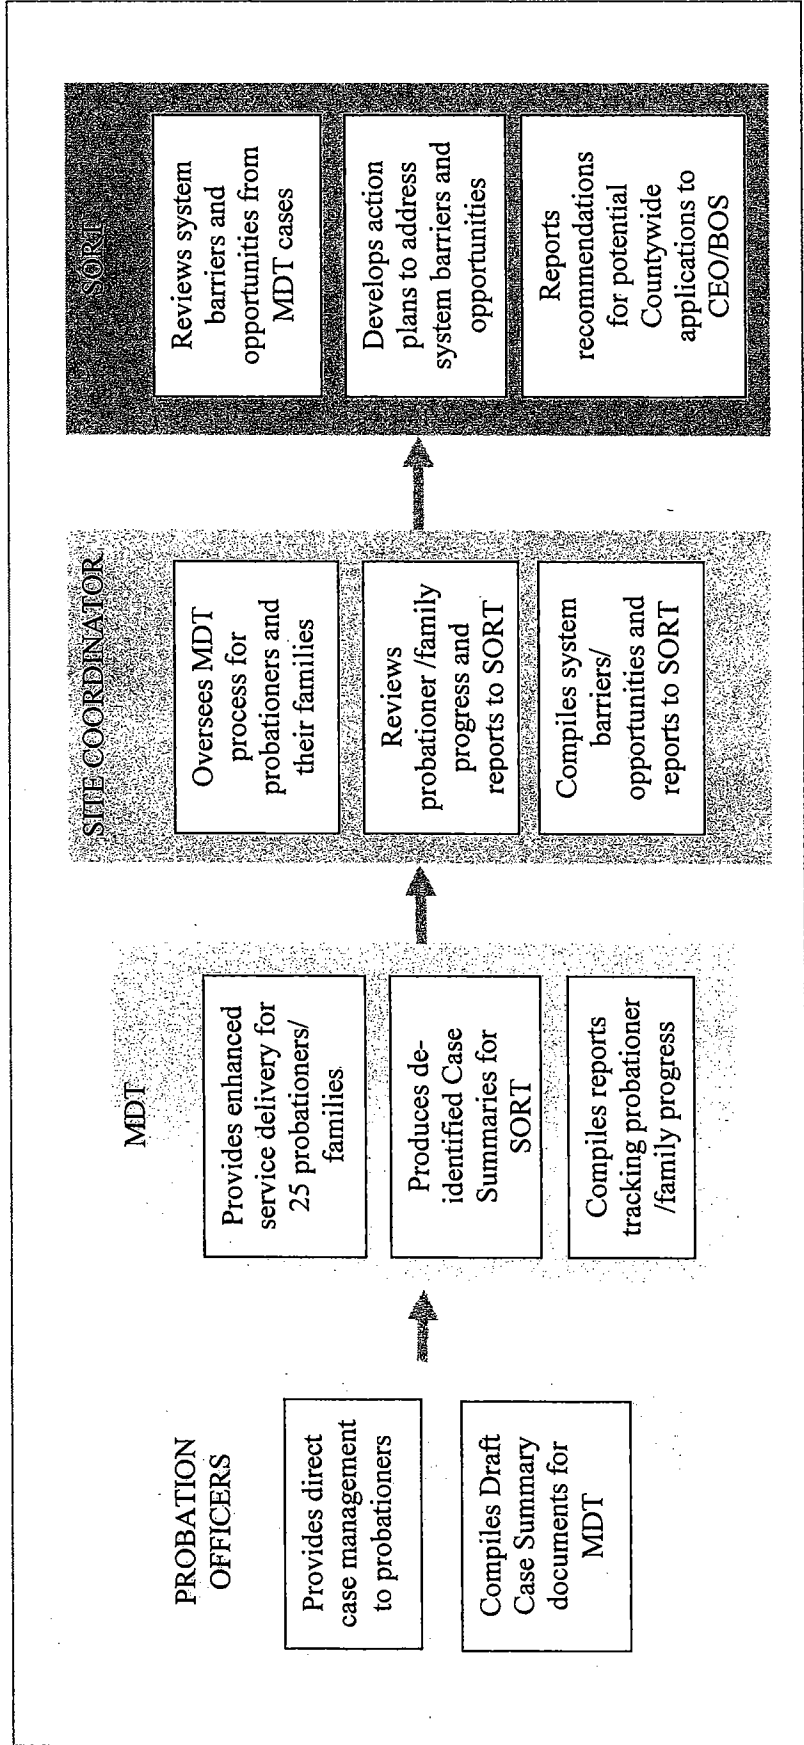 PROBATION
OFFICERS
Provides direct
case management
to probationers
Compiles Draft
Case Summary
documents for
MDT
MDT
Provides enhanced
service delivery for
25 probationers/
families
Produces de-
identified Case
Summaries for
SORT
Compiles reports
tracking probationer
/family progress
SITE COORDINATOR
Oversees MDT
process for
probationers and
their families
Reviews
probationer /family
progress and
reports to SORT
Compiles system
barriers/
opportunities and
reports to SORT
SORT
Reviews system
barriers and
opportunities from
MDT cases
Develops action
plans to address
system barriers and
opportunities
Reports
recommendations
for potential
Countywide
applications to
CEO/BOS